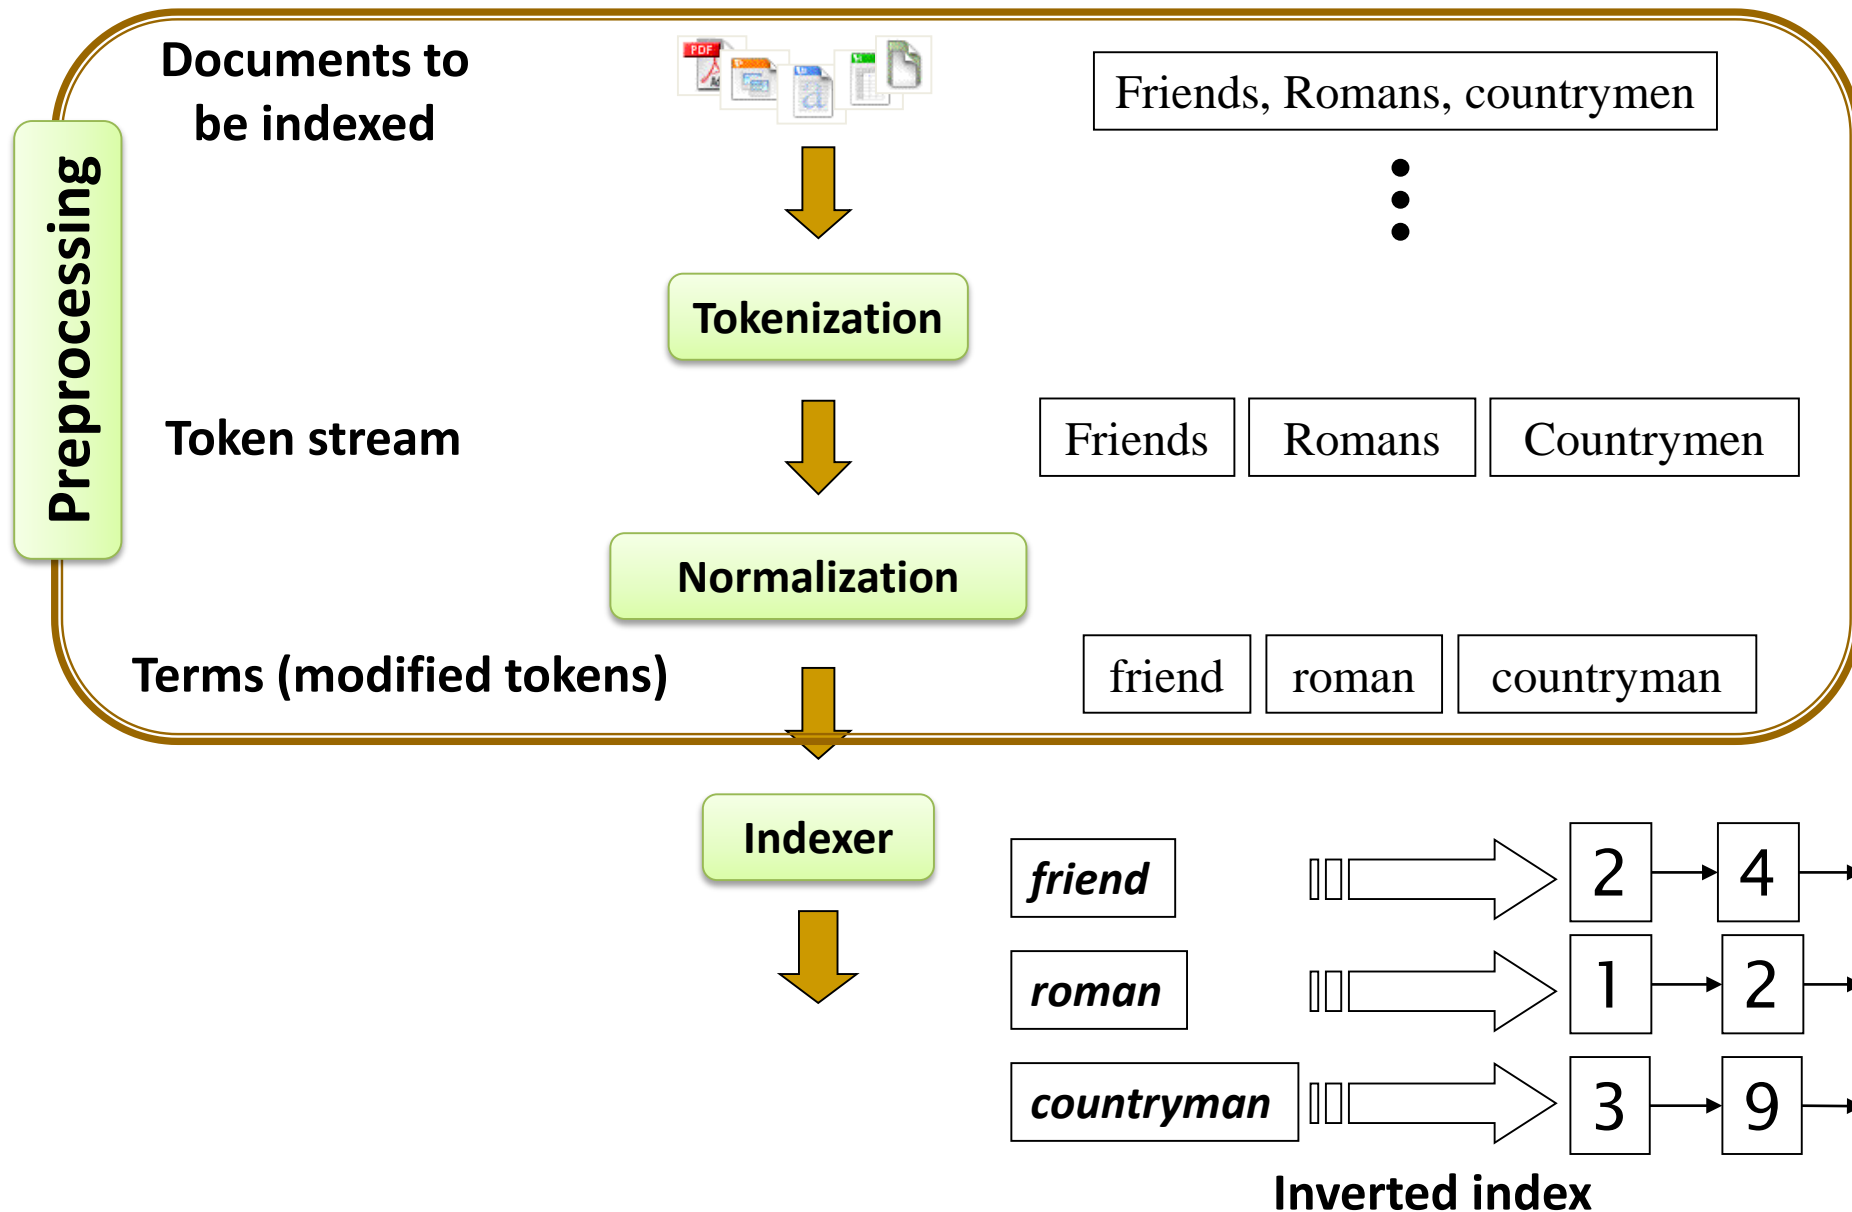 Documents to
be indexed
PDF
Friends, Romans, countrymen
Preprocessing
Tokenization
Token stream
Friends
Romans
Countrymen
Normalization
Terms (modified tokens)
friend
roman
countryman
Indexer
friend
2
4
roman
1
2
countryman
3
9
Inverted index